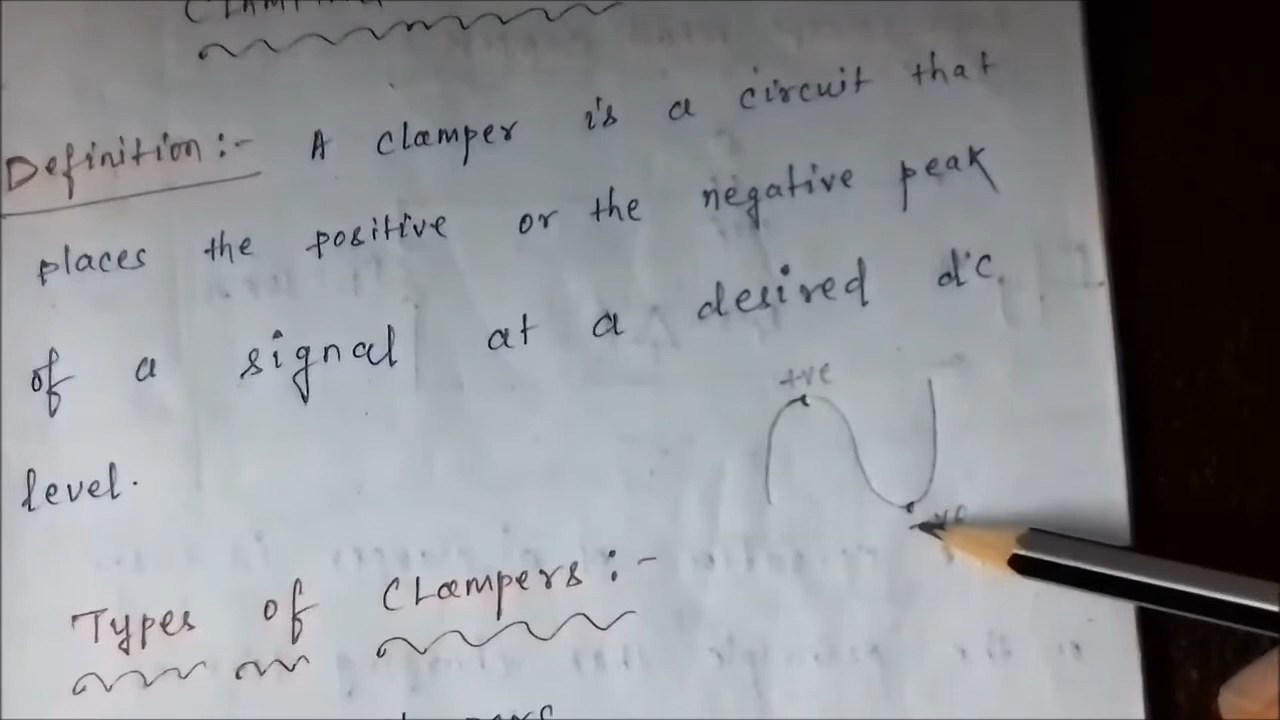 Definition :- A clamper is a circuit that
places the positive or the negative peak
of a signal at a desired d.c.
level.
+ve
-ve
Types of Clampers :-